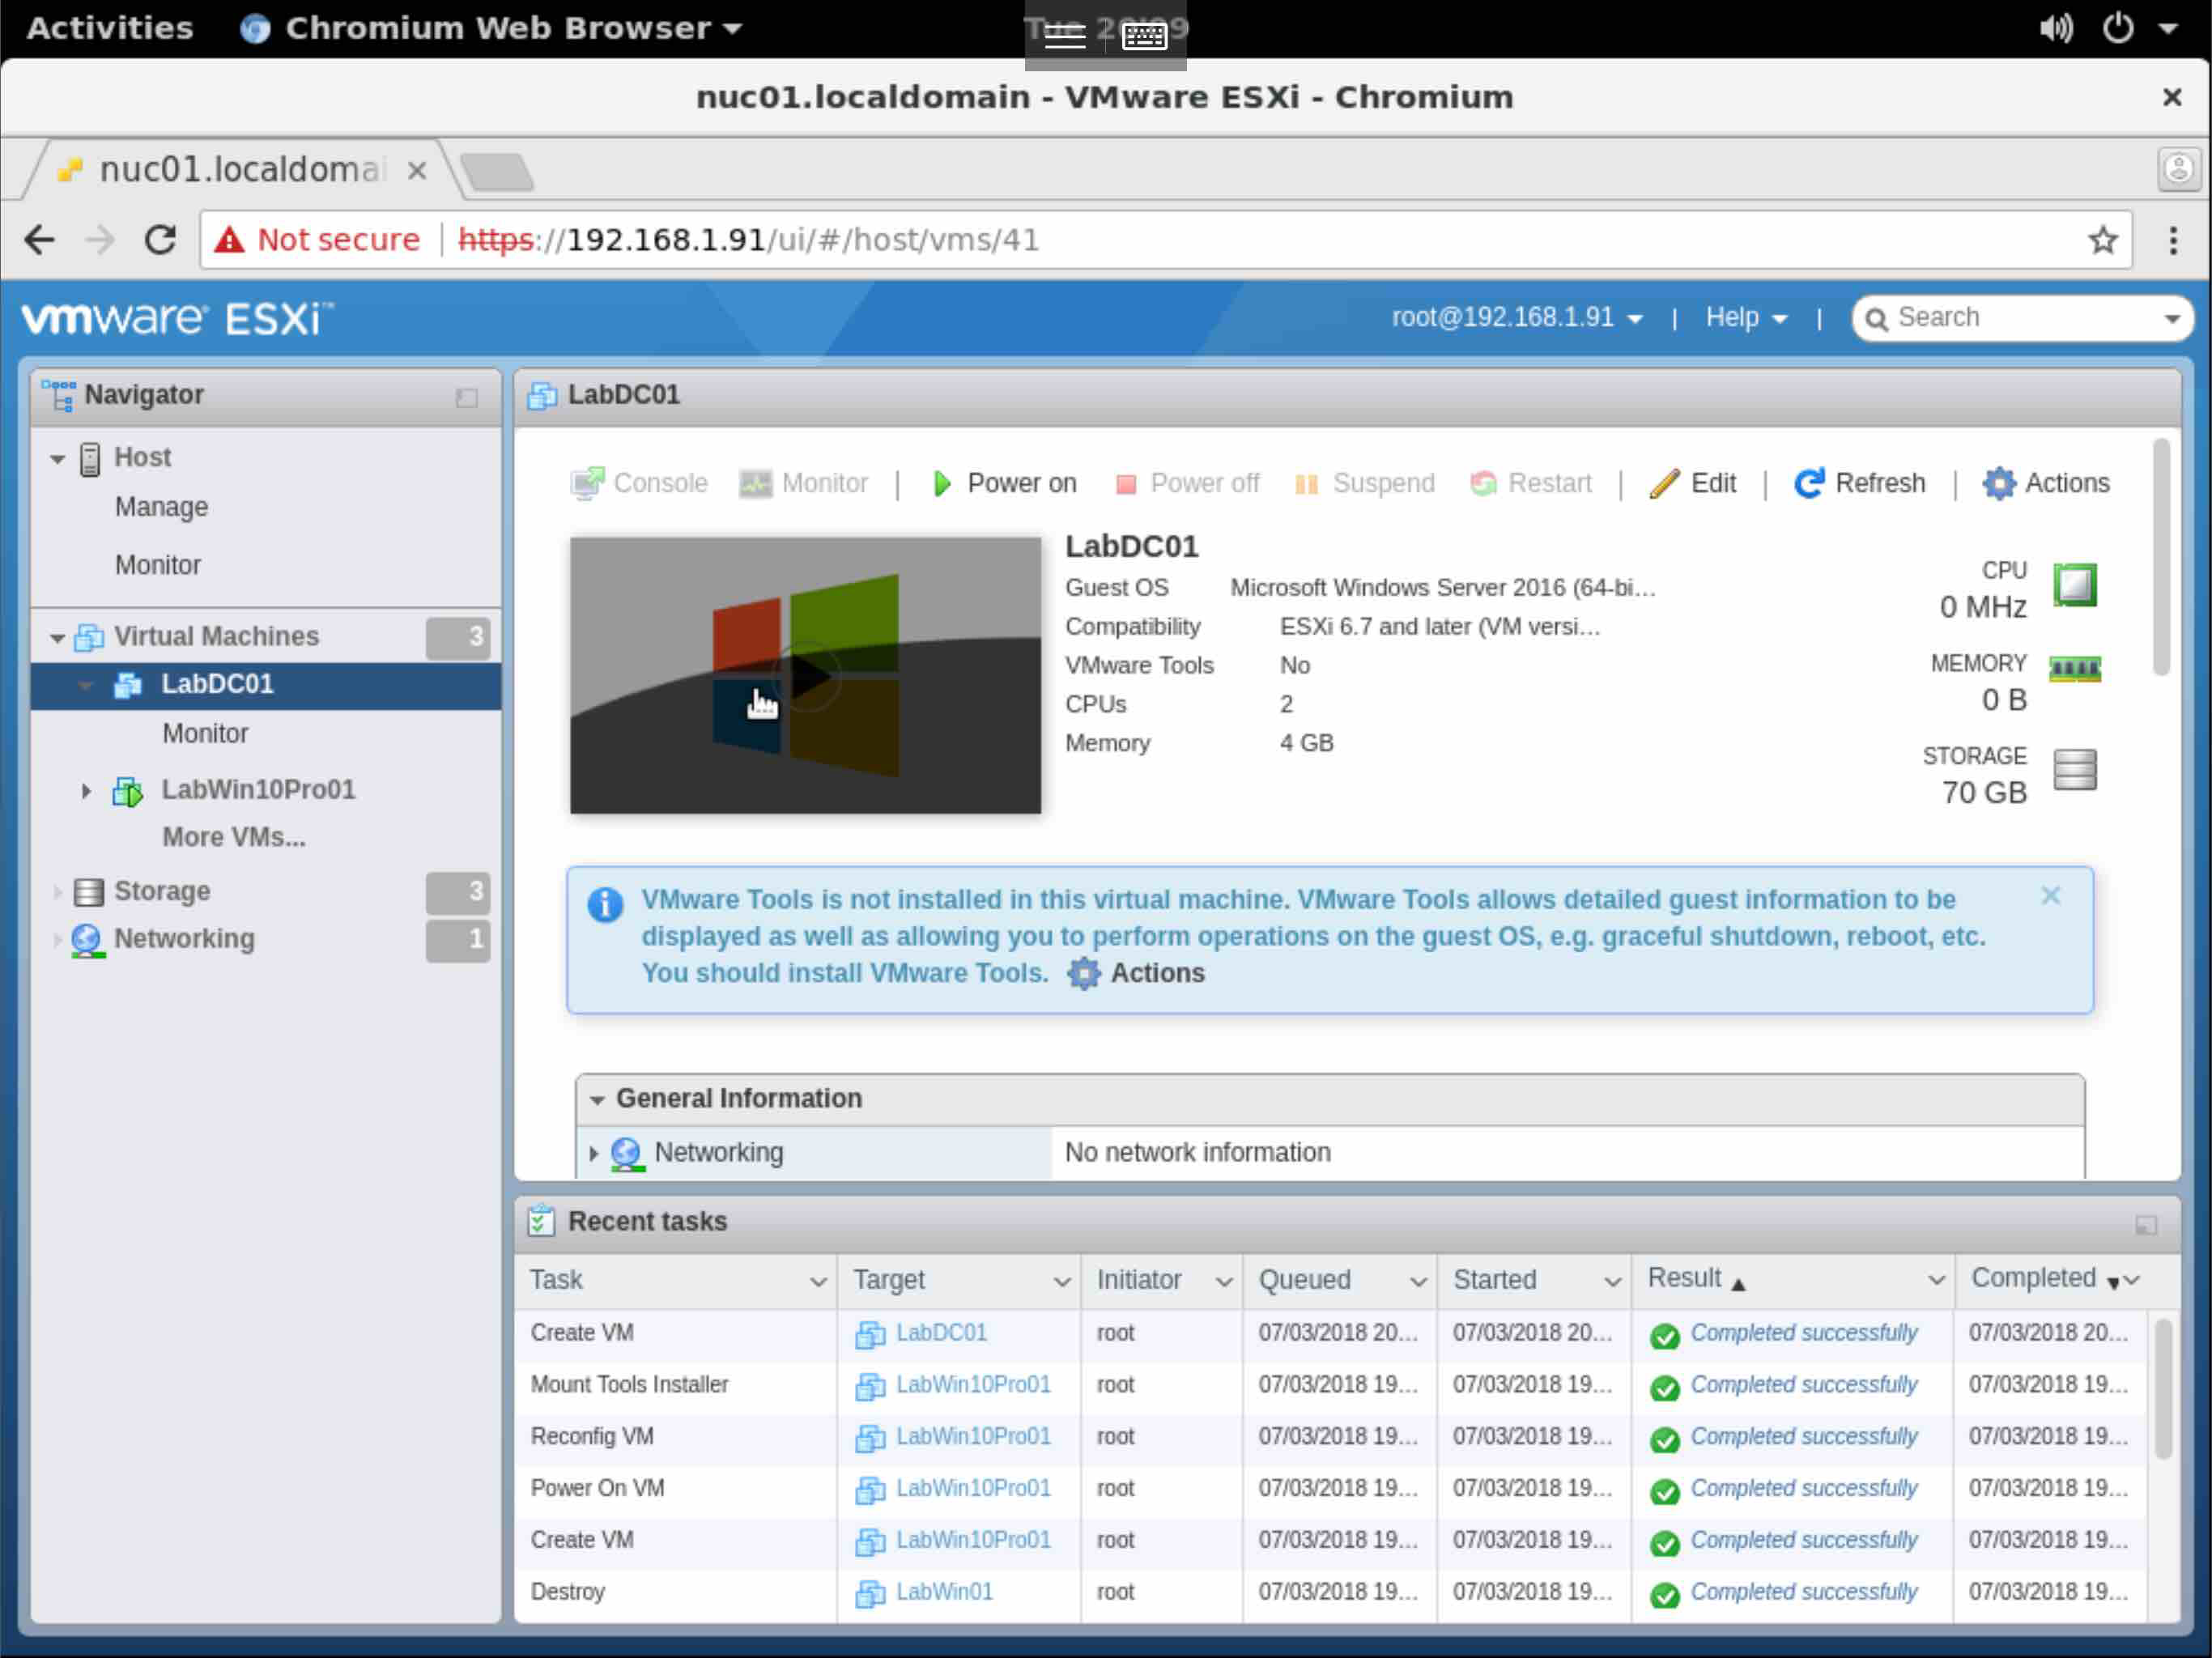 Activities
Chromium Web Browser
Tue 20:09
nuc01.localdomain - VMware ESXi - Chromium
nuc01.localdomai
Not secure
https://192.168.1.91/ui/#/host/vms/41
vmware® ESXi™
root@192.168.1.91 | Help |
Search
Navigator
Host
Manage
Monitor
Virtual Machines 3
LabDC01
Monitor
LabWin10Pro01
More VMs...
Storage 3
Networking 1
LabDC01
Console Monitor | Power on Power off Suspend Restart | Edit | Refresh | Actions
LabDC01
Guest OS Microsoft Windows Server 2016 (64-bi...
Compatibility ESXi 6.7 and later (VM versi...
VMware Tools No
CPUs 2
Memory 4 GB
CPU
0 MHz
MEMORY
0 B
STORAGE
70 GB
VMware Tools is not installed in this virtual machine. VMware Tools allows detailed guest information to be
displayed as well as allowing you to perform operations on the guest OS, e.g. graceful shutdown, reboot, etc.
You should install VMware Tools. Actions
General Information
Networking No network information
Recent tasks
Task Target Initiator Queued Started Result Completed
Create VM LabDC01 root 07/03/2018 20... 07/03/2018 20... Completed successfully 07/03/2018 20...
Mount Tools Installer LabWin10Pro01 root 07/03/2018 19... 07/03/2018 19... Completed successfully 07/03/2018 19...
Reconfig VM LabWin10Pro01 root 07/03/2018 19... 07/03/2018 19... Completed successfully 07/03/2018 19...
Power On VM LabWin10Pro01 root 07/03/2018 19... 07/03/2018 19... Completed successfully 07/03/2018 19...
Create VM LabWin10Pro01 root 07/03/2018 19... 07/03/2018 19... Completed successfully 07/03/2018 19...
Destroy LabWin01 root 07/03/2018 19... 07/03/2018 19... Completed successfully 07/03/2018 19...